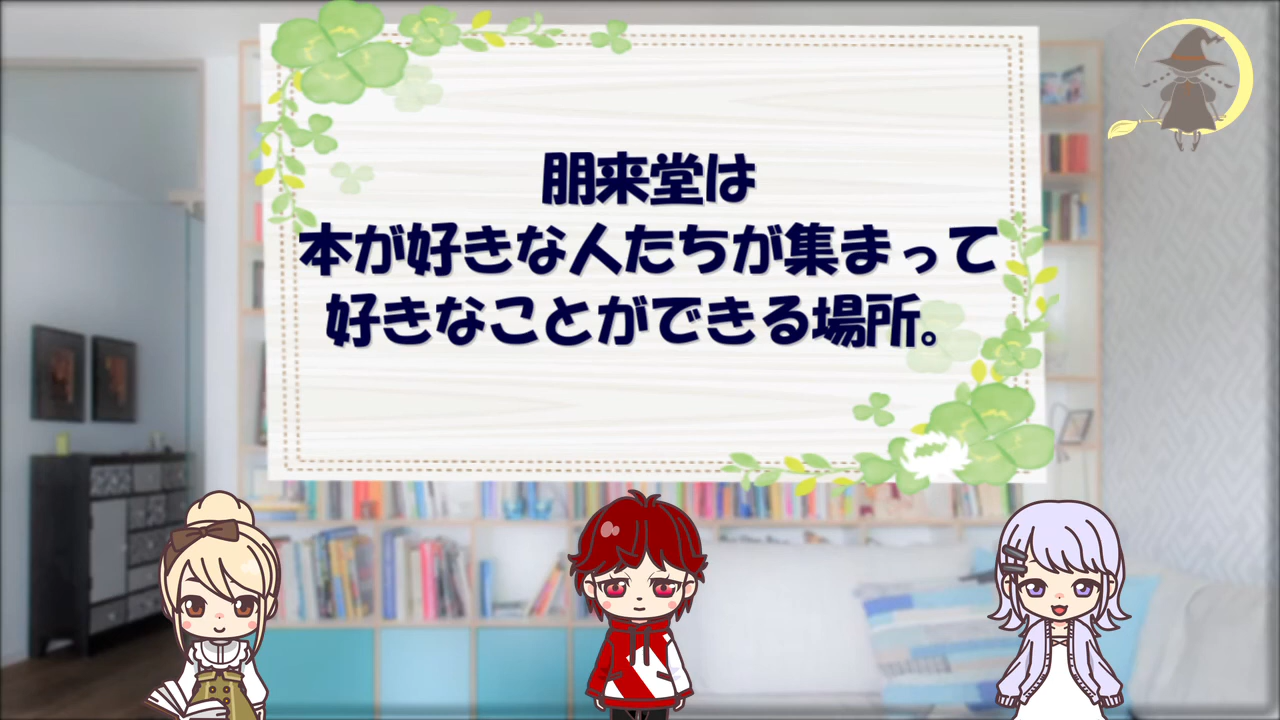 朋来堂は
本が好きな人たちが集まって
好きなことができる場所。